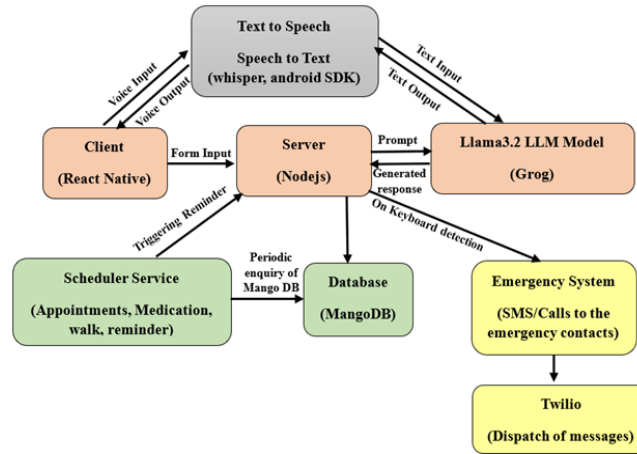 Text to Speech
Speech to Text
(whisper, android SDK)
Voice Input
Voice Output
Text Input
Text Output
Client
(React Native)
Form Input
Server
(Nodejs)
Prompt
Generated
response
Llama3.2 LLM Model
(Grog)
Triggering Reminder
On Keyboard detection
Scheduler Service
(Appointments, Medication,
walk, reminder)
Periodic
enquiry of
Mango DB
Database
(MangoDB)
Emergency System
(SMS/Calls to the
emergency contacts)
Twilio
(Dispatch of messages)